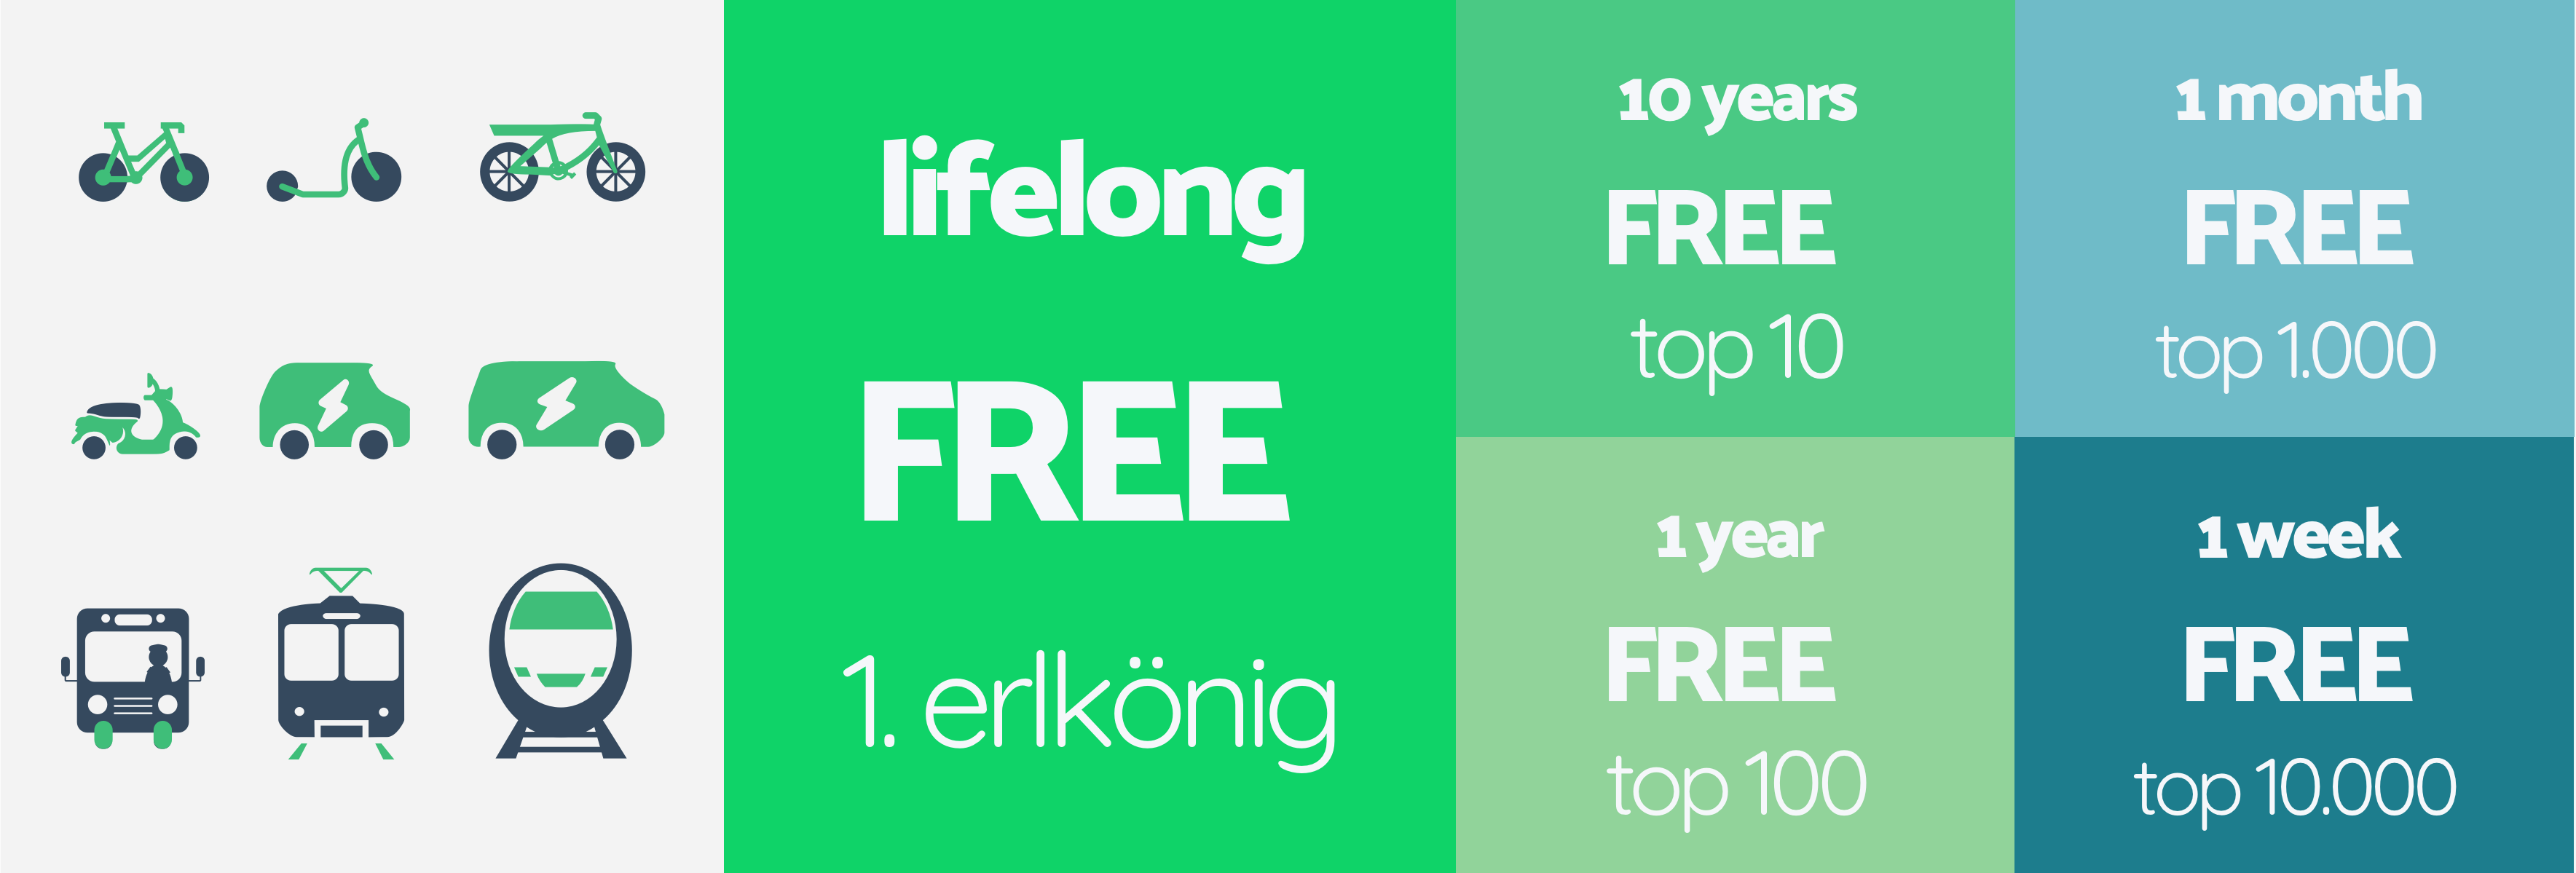 lifelong
FREE
1. erlkönig
10 years
FREE
top 10
1 year
FREE
top 100
1 month
FREE
top 1.000
1 week
FREE
top 10.000